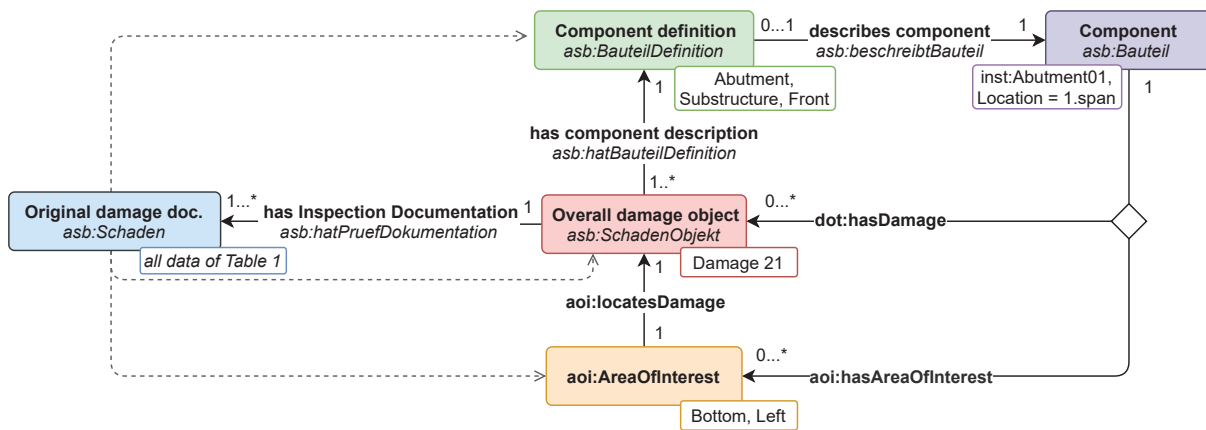 Component definition
asb:BauteilDefinition
0...1
describes component
asb:beschreibtBauteil
1
Component
asb:Bauteil
Abutment,
Substructure, Front
inst:Abutment01,
Location = 1.span
1
1
has component description
asb:hatBauteilDefinition
1..*
Original damage doc.
asb:Schaden
all data of Table 1
1...*
has Inspection Documentation
asb:hatPruefDokumentation
1
Overall damage object
asb:SchadenObjekt
Damage 21
0...*
dot:hasDamage
1
aoi:locatesDamage
1
aoi:AreaOfInterest
Bottom, Left
0...*
aoi:hasAreaOfInterest